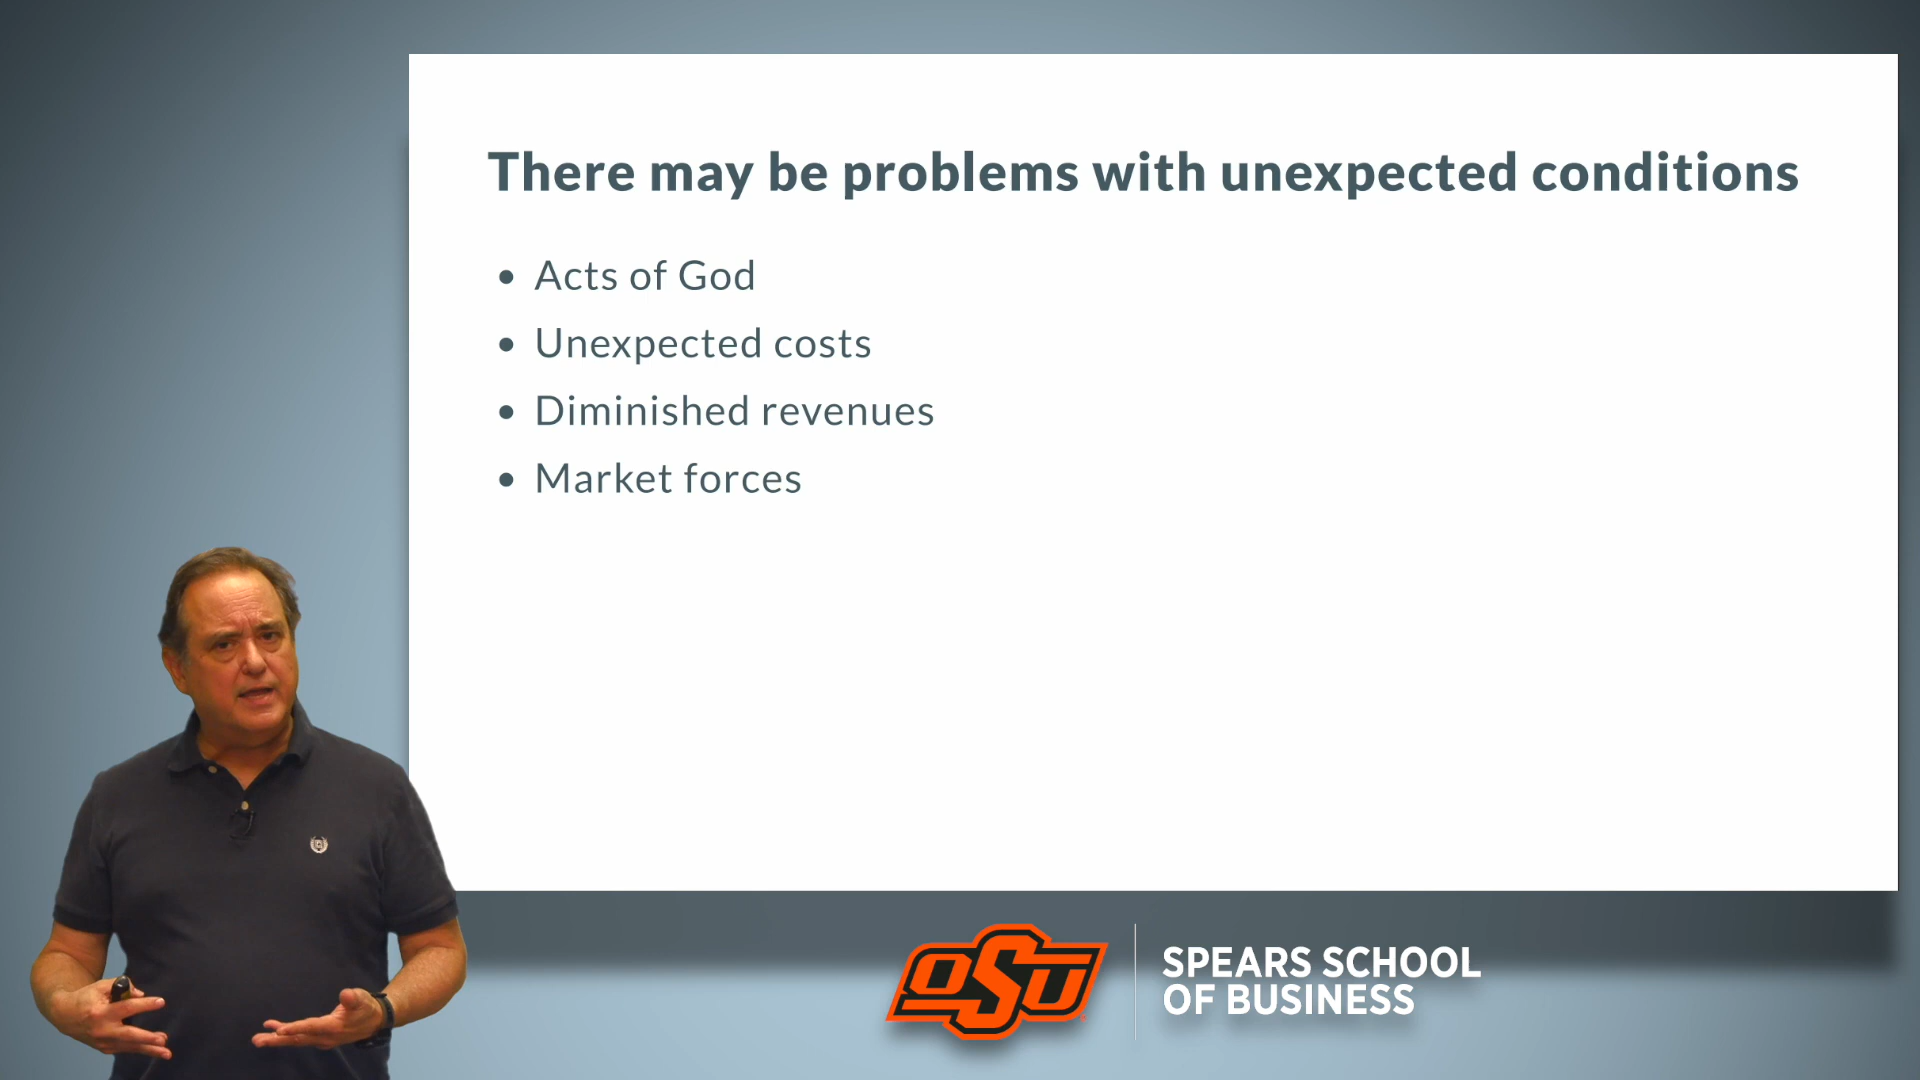 There may be problems with unexpected conditions
• Acts of God
• Unexpected costs
• Diminished revenues
• Market forces
OSU
SPEARS SCHOOL
OF BUSINESS